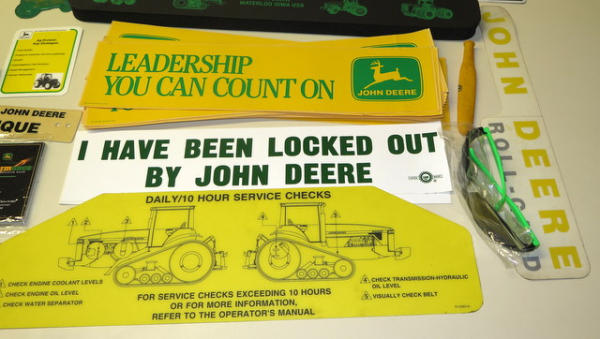 WATERLOO IOWA USA
LEADERSHIP
YOU CAN COUNT ON
JOHN DEERE
JOHN DEERE
QUE
I HAVE BEEN LOCKED OUT
BY JOHN DEERE
DAILY/10 HOUR SERVICE CHECKS
CHECK ENGINE COOLANT LEVELS
CHECK ENGINE OIL LEVEL
CHECK WATER SEPARATOR
FOR SERVICE CHECKS EXCEEDING 10 HOURS
OR FOR MORE INFORMATION,
REFER TO THE OPERATOR'S MANUAL
CHECK TRANSMISSION-HYDRAULIC
OIL LEVEL
VISUALLY CHECK BELT
JOHN DEERE
ROLL-G
D